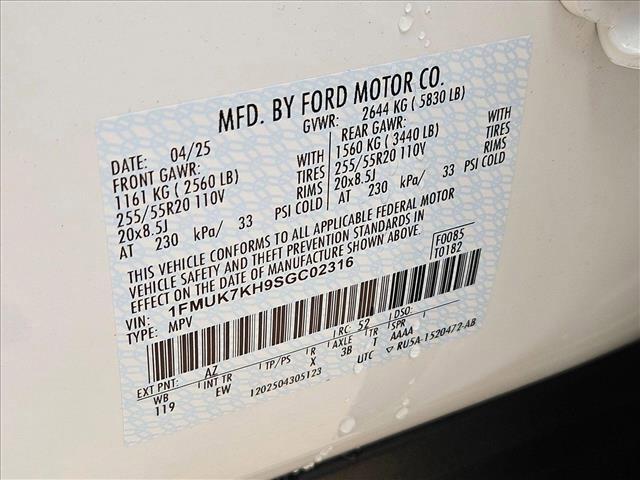 MFD. BY FORD MOTOR CO.
DATE: 04/25 GVWR: 2644 KG ( 5830 LB)
FRONT GAWR: REAR GAWR:
1161 KG ( 2560 LB) WITH 1560 KG ( 3440 LB) WITH
255/55R20 110V TIRES 255/55R20 110V TIRES
20x8.5J RIMS 20x8.5J RIMS
AT 230 kPa/ 33 PSI COLD AT 230 kPa/ 33 PSI COLD
THIS VEHICLE CONFORMS TO ALL APPLICABLE FEDERAL MOTOR
VEHICLE SAFETY AND THEFT PREVENTION STANDARDS IN
EFFECT ON THE DATE OF MANUFACTURE SHOWN ABOVE.
F0085
T0182
VIN: 1FMUK7KH9SGC02316
TYPE: MPV
EXT PNT: AZ RC: 52 DSO:
WB INT TR TP/PS R AXLE TR SPR
119 EW X 3B T AAAA
1202504305123 UTC ▽ RU5A-1520472-AB